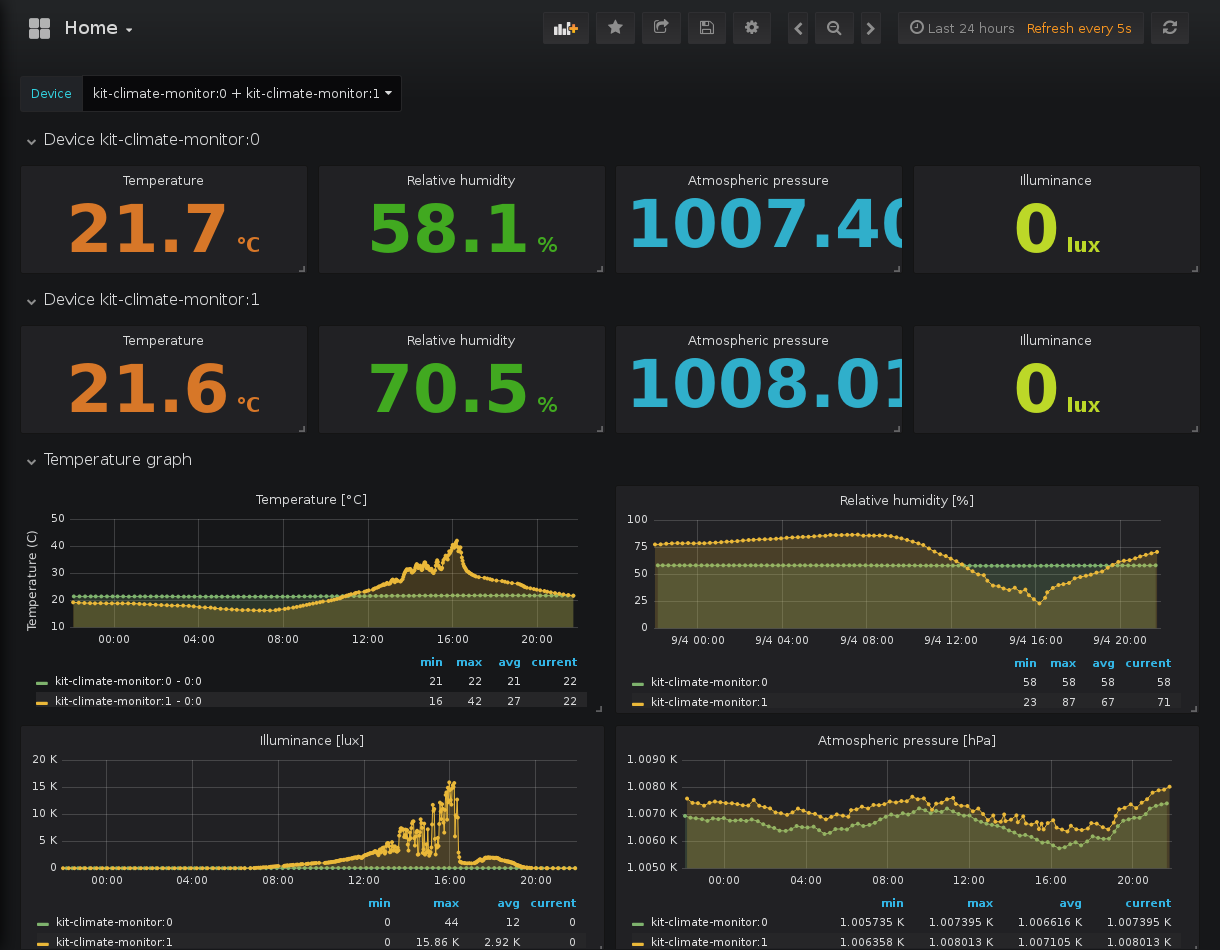 Home
Last 24 hours Refresh every 5s
Device kit-climate-monitor:0 + kit-climate-monitor:1
Device kit-climate-monitor:0
Temperature Relative humidity Atmospheric pressure Illuminance
21.7 °C 58.1 % 1007.40 0 lux
Device kit-climate-monitor:1
Temperature Relative humidity Atmospheric pressure Illuminance
21.6 °C 70.5 % 1008.01 0 lux
Temperature graph
Temperature [°C]
Temperature (C)
50
40
30
20
10
00:00 04:00 08:00 12:00 16:00 20:00
min max avg current
kit-climate-monitor:0 - 0:0 21 22 21 22
kit-climate-monitor:1 - 0:0 16 42 27 22
Relative humidity [%]
100
75
50
25
0
9/4 00:00 9/4 04:00 9/4 08:00 9/4 12:00 9/4 16:00 9/4 20:00
min max avg current
kit-climate-monitor:0 58 58 58 58
kit-climate-monitor:1 23 87 67 71
Illuminance [lux]
20 K
15 K
10 K
5 K
0
00:00 04:00 08:00 12:00 16:00 20:00
min max avg current
kit-climate-monitor:0 0 44 12 0
kit-climate-monitor:1 0 15.86 K 2.92 K 0
Atmospheric pressure [hPa]
1.0090 K
1.0080 K
1.0070 K
1.0060 K
1.0050 K
00:00 04:00 08:00 12:00 16:00 20:00
min max avg current
kit-climate-monitor:0 1.005735 K 1.007395 K 1.006616 K 1.007395 K
kit-climate-monitor:1 1.006358 K 1.008013 K 1.007105 K 1.008013 K